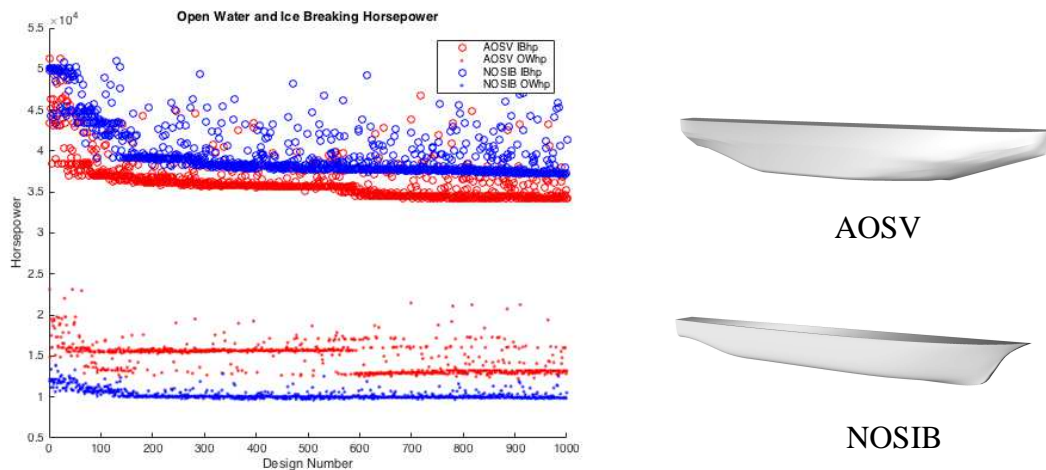 Open Water and Ice Breaking Horsepower
×10⁴
5.5
5
4.5
4
3.5
3
2.5
2
1.5
1
0.5
0 100 200 300 400 500 600 700 800 900 1000
Horsepower
Design Number
AOSV IBhp
AOSV OWhp
NOSIB IBhp
NOSIB OWhp
AOSV
NOSIB